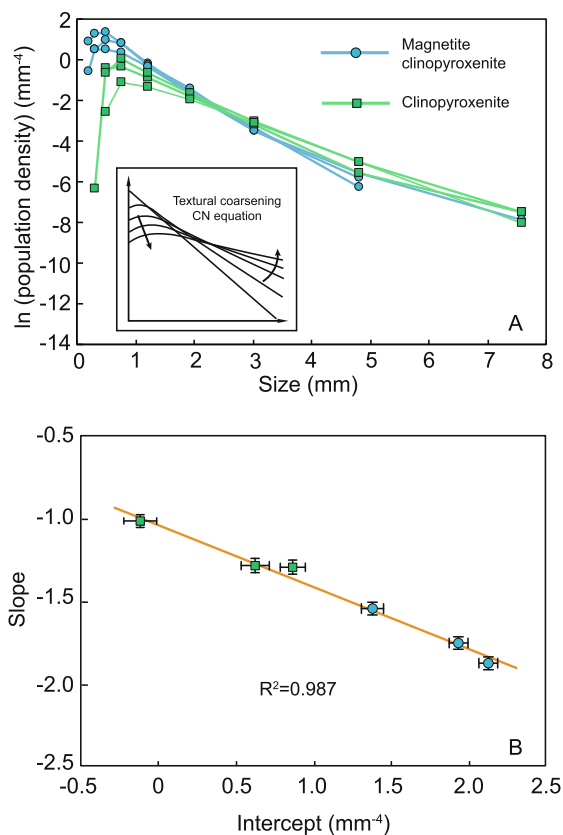 4
2
0
-2
-4
-6
-8
-10
-12
-14
ln (population density) (mm-4)
Magnetite
clinopyroxenite
Clinopyroxenite
Textural coarsening
CN equation
A
0 1 2 3 4 5 6 7 8
Size (mm)
-0.5
-1.0
-1.5
-2.0
-2.5
Slope
R2=0.987
B
-0.5 0 0.5 1.0 1.5 2.0 2.5
Intercept (mm-4)